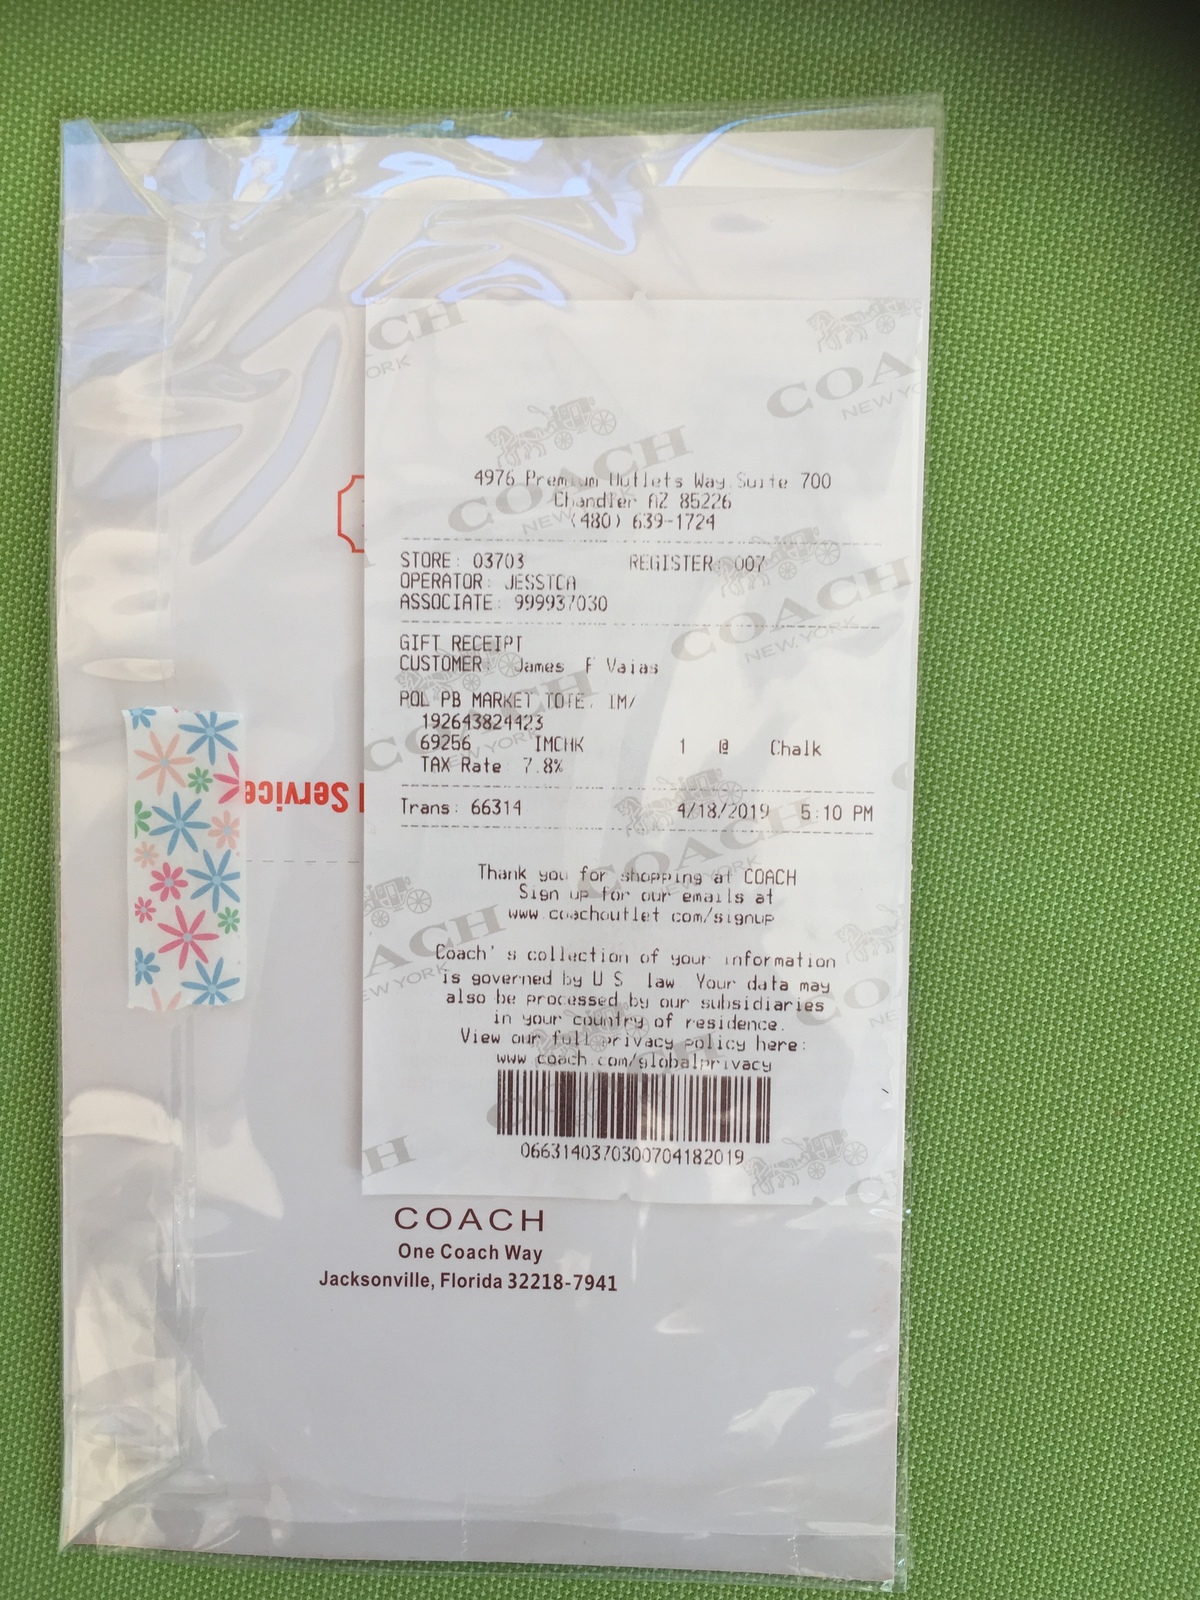 4976 Premium Outlets Way Suite 700
Chandler AZ 85226
(480) 639-1724
STORE: 03703 REGISTER: 007
OPERATOR: JESSICA
ASSOCIATE: 999937030
GIFT RECEIPT
CUSTOMER: James F Vaias
POL PB MARKET TOTE, IM/
192643824423
69256 IMCHK 1 @ Chalk
TAX Rate 7.8%
Trans: 66314 4/18/2019 5:10 PM
Thank you for shopping at COACH
Sign up for our emails at
www.coachoutlet.com/signup
Coach's collection of your information
is governed by U S law Your data may
also be processed by our subsidiaries
in your country of residence.
View our full privacy policy here:
www.coach.com/globalprivacy
0663140370300704182019
COACH
NEW YORK
Service
COACH
One Coach Way
Jacksonville, Florida 32218-7941